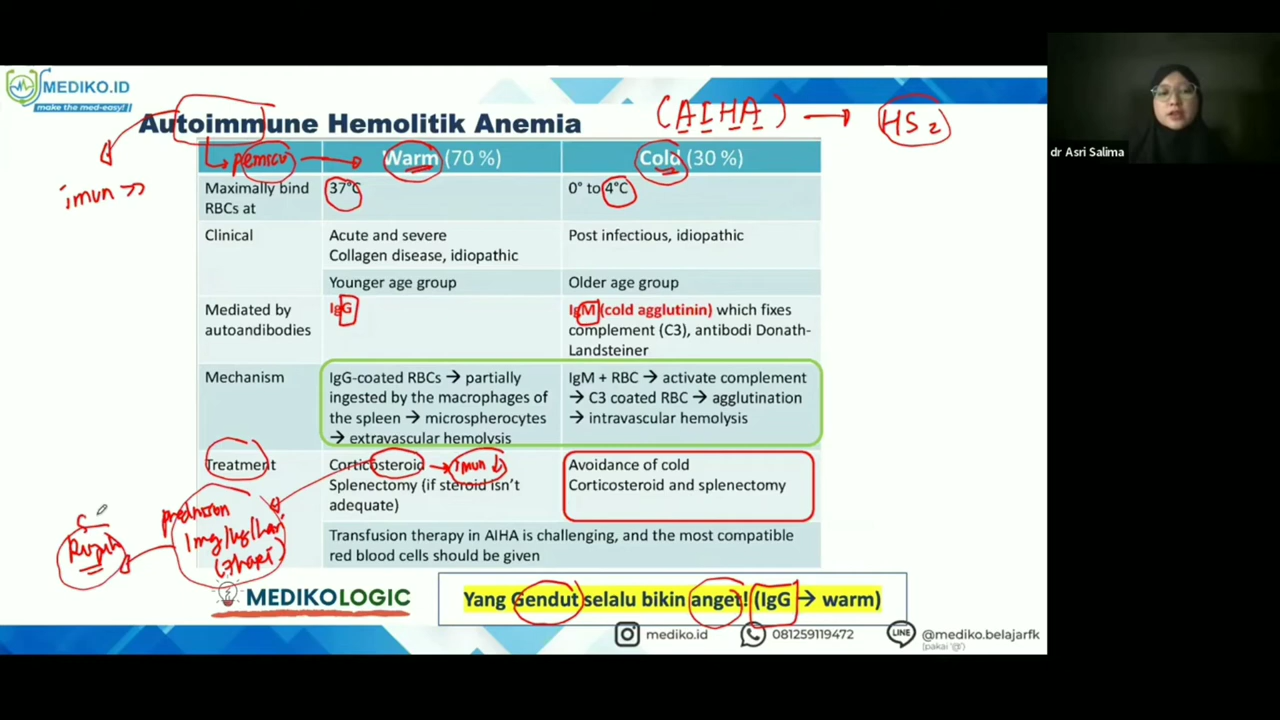 MEDIKO.ID
make the med-easy!
(AIHA) → HS 2
Autoimmune Hemolitik Anemia
dr Asri Salima
pemicu → Warm (70 %) Cold (30 %)
imun >>
Maximally bind RBCs at
37°C
0° to 4°C
Clinical
Acute and severe
Collagen disease, idiopathic
Post infectious, idiopathic
Younger age group
Older age group
Mediated by
autoandibodies
IgG
IgM (cold agglutinin) which fixes
complement (C3), antibodi Donath-
Landsteiner
Mechanism
IgG-coated RBCs → partially
ingested by the macrophages of
the spleen → microspherocytes
→ extravascular hemolysis
IgM + RBC → activate complement
→ C3 coated RBC → agglutination
→ intravascular hemolysis
Treatment
Corticosteroid → imun ↓
Splenectomy (if steroid isn't
adequate)
Avoidance of cold
Corticosteroid and splenectomy
1mg/kg/hari
Transfusion therapy in AIHA is challenging, and the most compatible
red blood cells should be given
MEDIKOLOGIC
Yang Gendut selalu bikin anget! (IgG → warm)
mediko.id
081259119472
LINE
@mediko.belajarfk
(pakai '@')